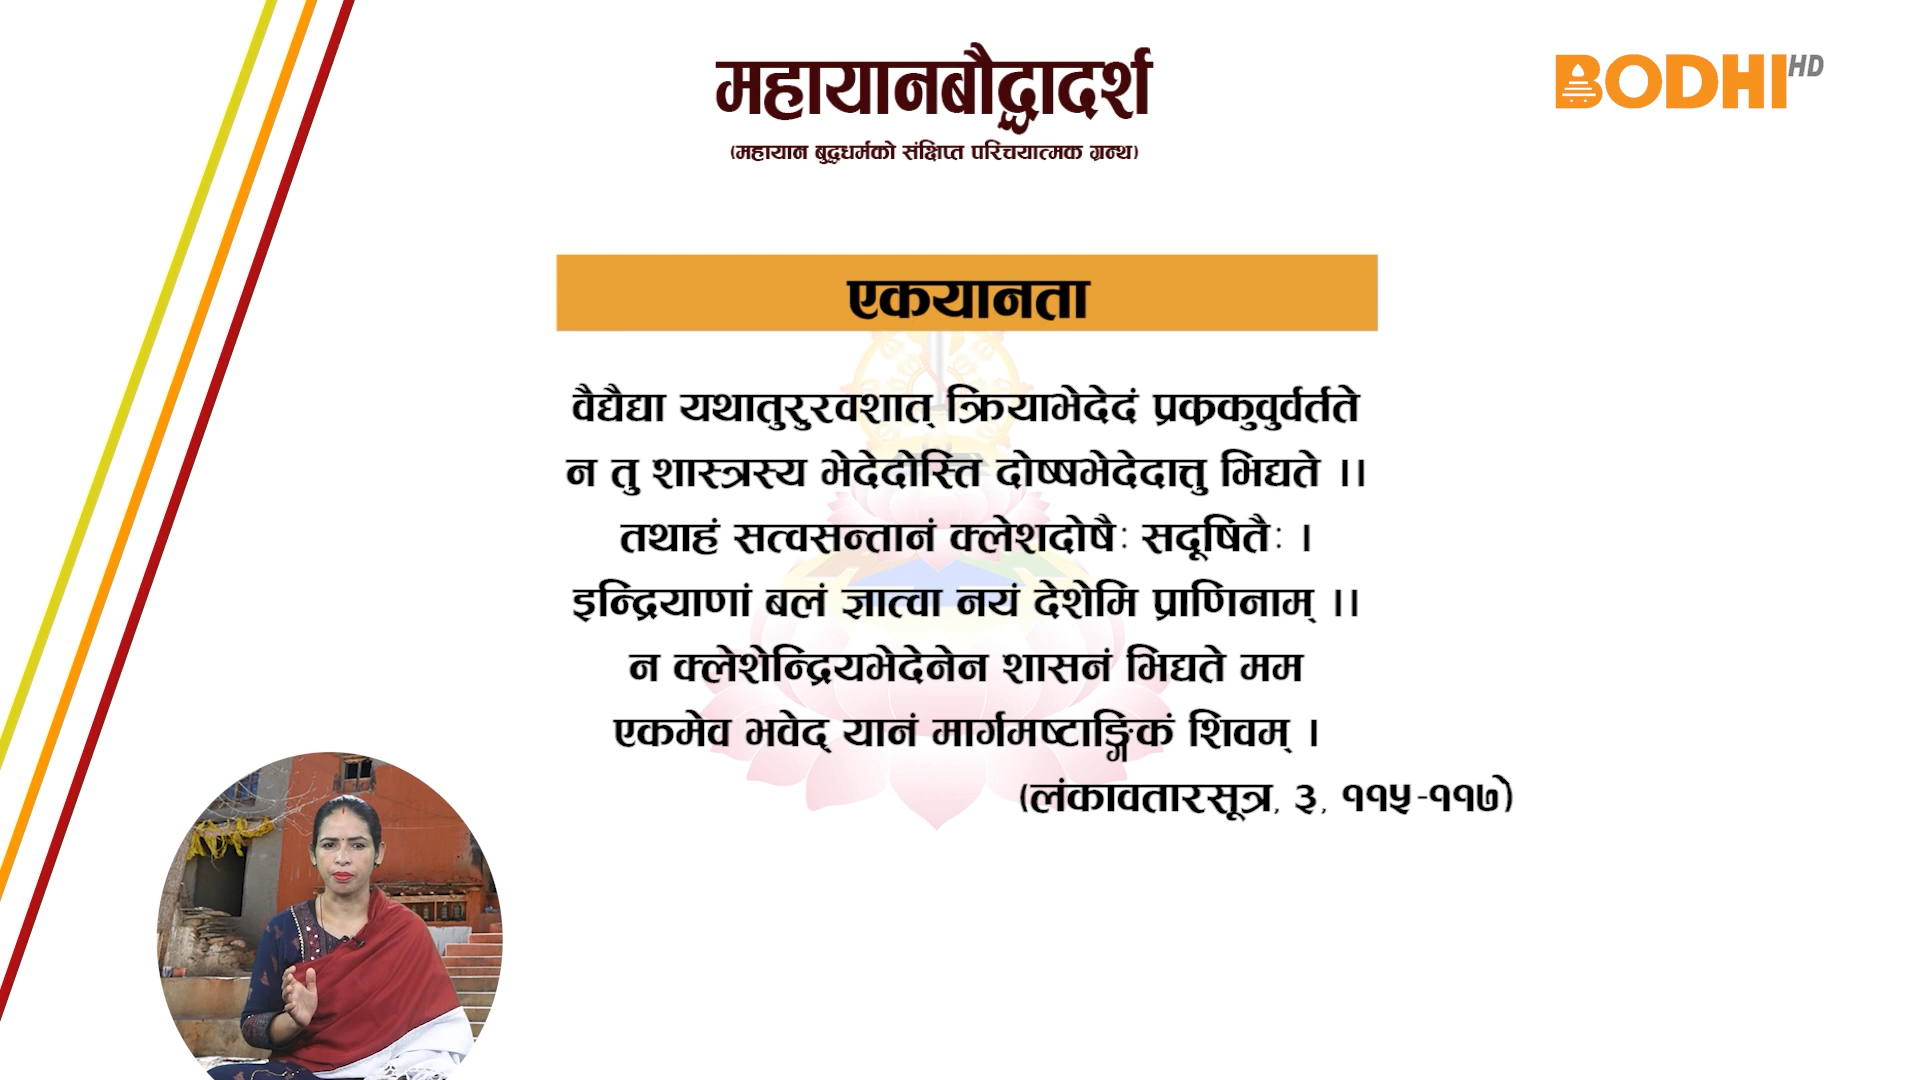 महायानबौद्धादर्श
(महायान बुद्धधर्मको संक्षिप्त परिचयात्मक ग्रन्थ)
BODHI HD
एकयानता
वैद्यैद्या यथातुरुरवशात् क्रियाभेदेदं प्रक्रकुवुर्वर्तते
न तु शास्त्रस्य भेदेदोस्ति दोष्षभेदेदात्तु भिद्यते ।।
तथाहं सत्वसन्तानं क्लेशदोषैः सदूषितैः ।
इन्द्रियाणां बलं ज्ञात्वा नयं देशेमि प्राणिनाम् ।।
न क्लेशेन्द्रियभेदेनेन शासनं भिद्यते मम
एकमेव भवेद् यानं मार्गमष्टाङ्गिकं शिवम् ।
(लंकावतारसूत्र, ३, ११५-११७)